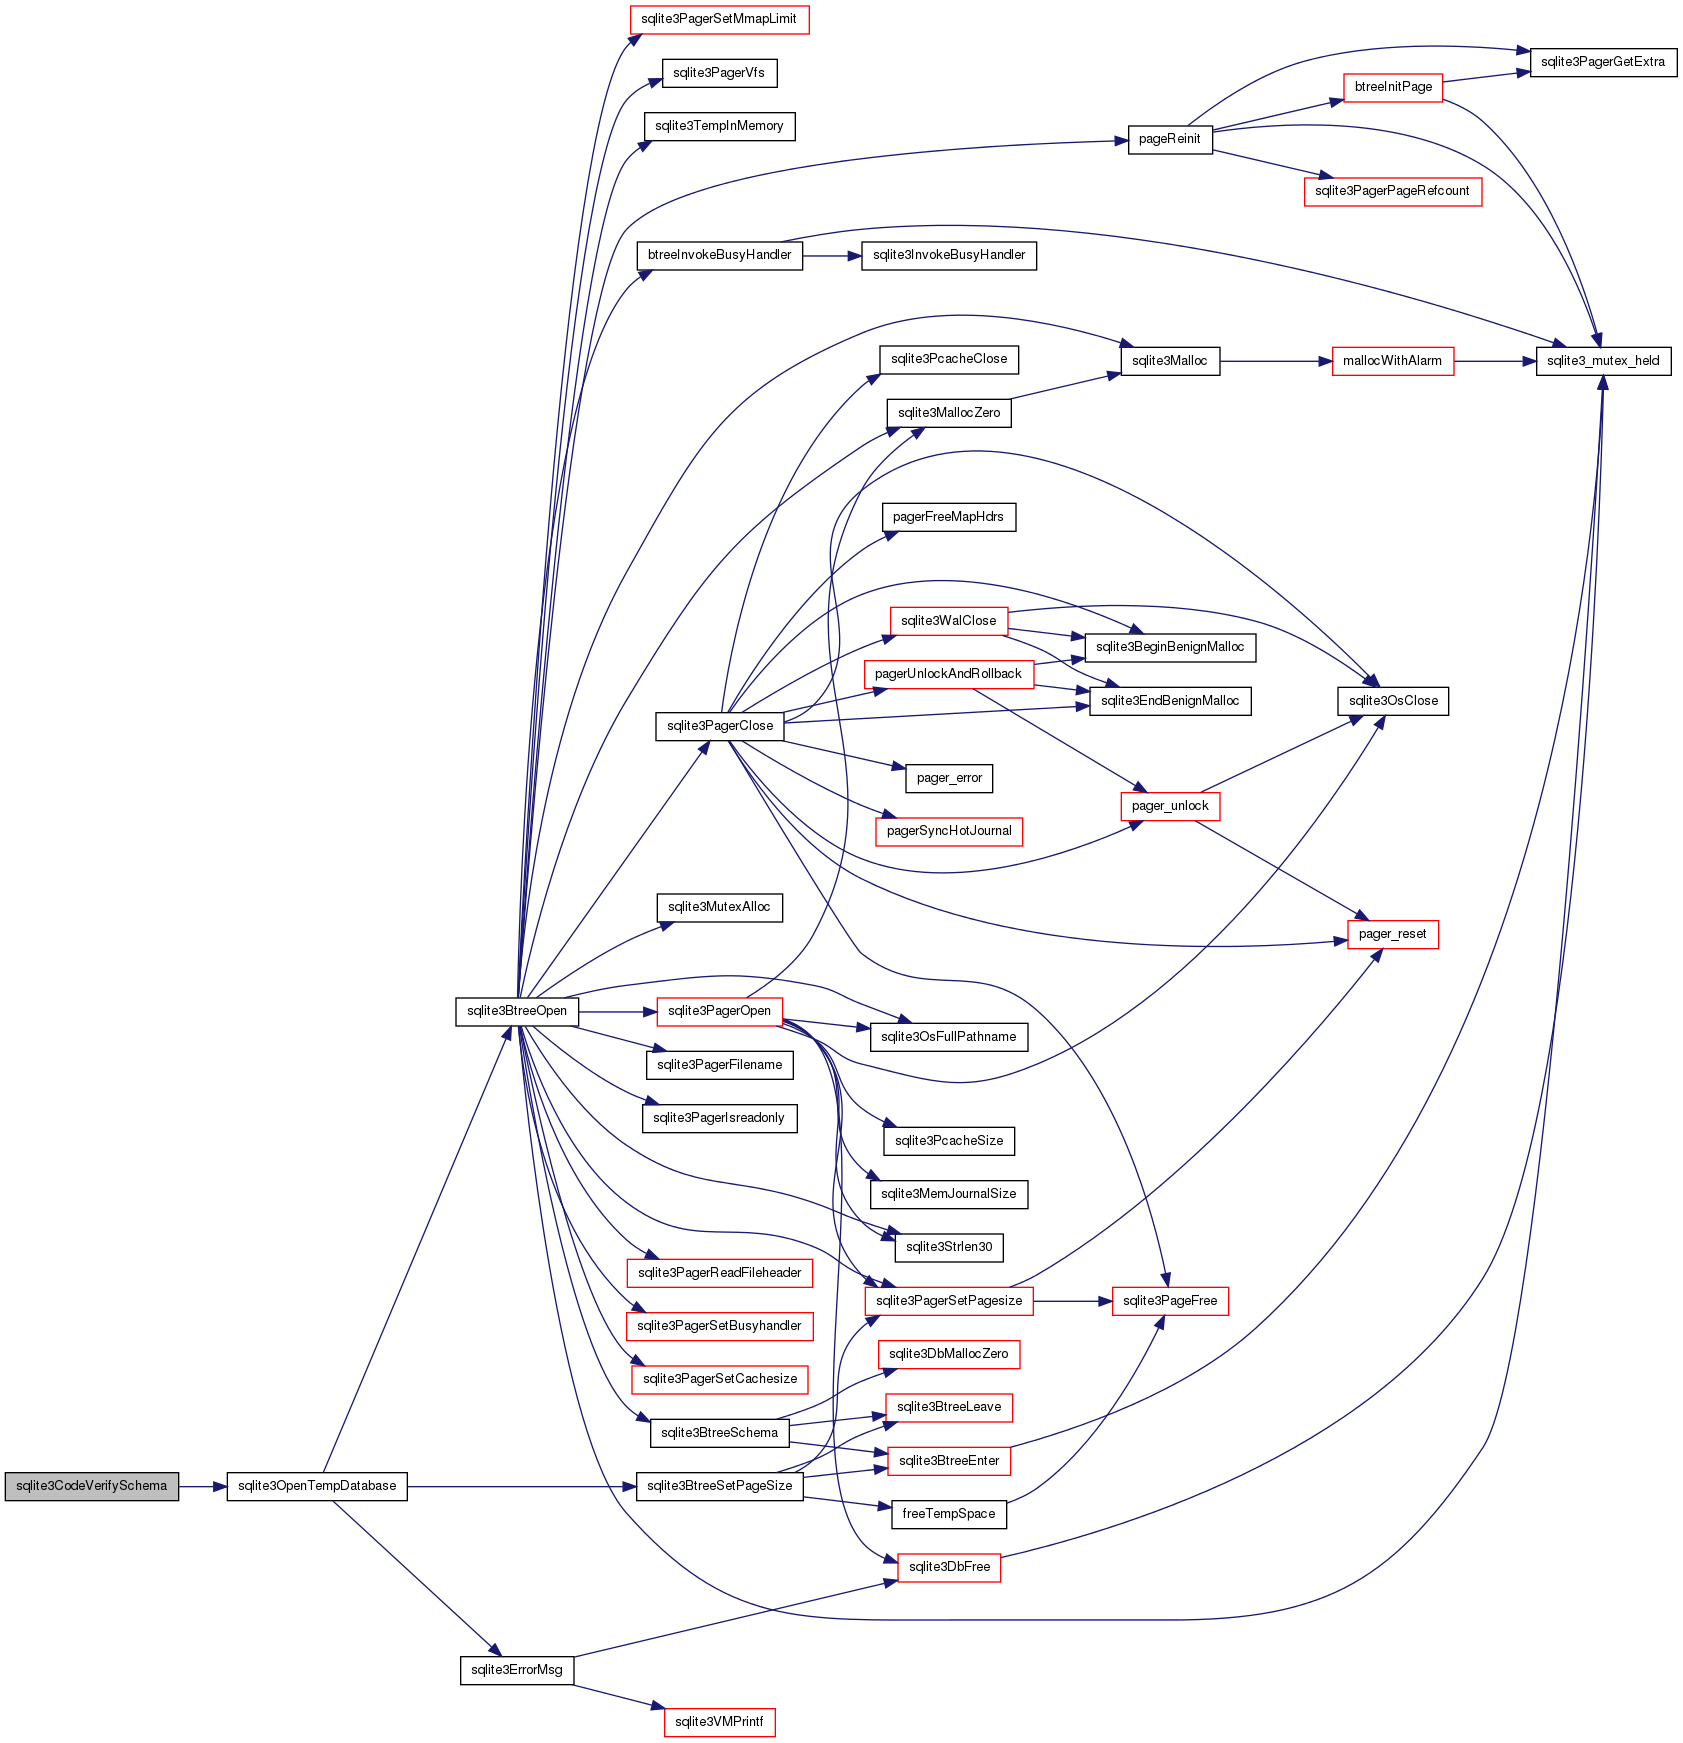 sqlite3PagerSetMmapLimit
sqlite3PagerVfs
sqlite3PagerGetExtra
btreeInitPage
sqlite3TempInMemory
pageReinit
sqlite3PagerPageRefcount
btreeInvokeBusyHandler
sqlite3InvokeBusyHandler
sqlite3PcacheClose
sqlite3Malloc
mallocWithAlarm
sqlite3_mutex_held
sqlite3MallocZero
pagerFreeMapHdrs
sqlite3WalClose
sqlite3BeginBenignMalloc
pagerUnlockAndRollback
sqlite3EndBenignMalloc
sqlite3OsClose
sqlite3PagerClose
pager_error
pager_unlock
pagerSyncHotJournal
sqlite3MutexAlloc
pager_reset
sqlite3BtreeOpen
sqlite3PagerOpen
sqlite3OsFullPathname
sqlite3PagerFilename
sqlite3PagerIsreadonly
sqlite3PcacheSize
sqlite3MemJournalSize
sqlite3Strlen30
sqlite3PagerReadFileheader
sqlite3PagerSetPagesize
sqlite3PageFree
sqlite3PagerSetBusyhandler
sqlite3DbMallocZero
sqlite3PagerSetCachesize
sqlite3BtreeLeave
sqlite3BtreeSchema
sqlite3BtreeEnter
sqlite3CodeVerifySchema
sqlite3OpenTempDatabase
sqlite3BtreeSetPageSize
freeTempSpace
sqlite3DbFree
sqlite3ErrorMsg
sqlite3VMPrintf